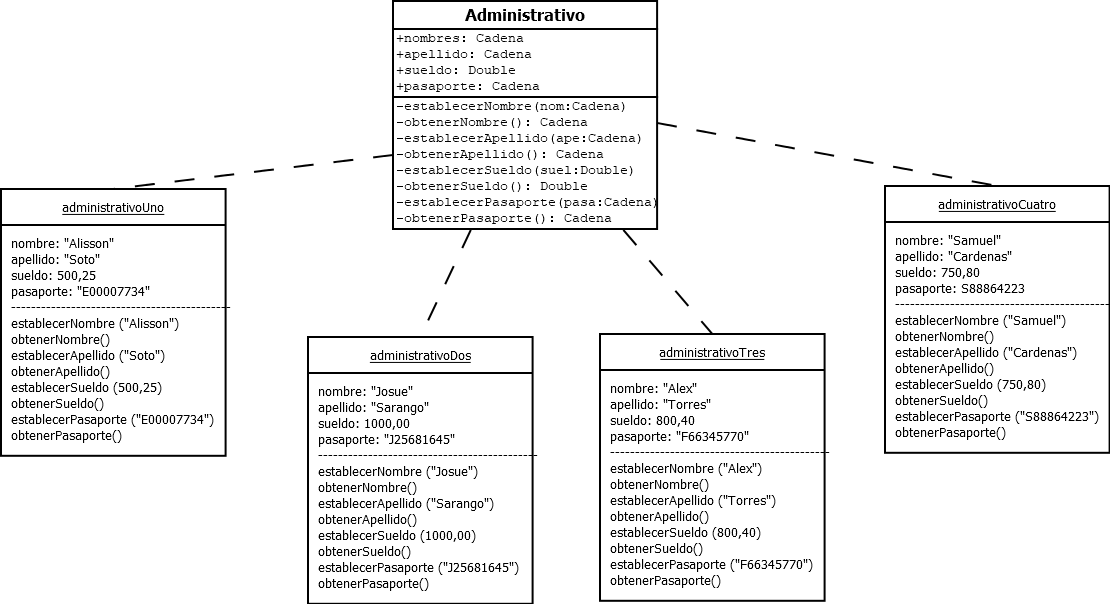 Administrativo
+nombres: Cadena
+apellido: Cadena
+sueldo: Double
+pasaporte: Cadena
-establecerNombre(nom:Cadena)
-obtenerNombre(): Cadena
-establecerApellido(ape:Cadena)
-obtenerApellido(): Cadena
-establecerSueldo(suel:Double)
-obtenerSueldo(): Double
-establecerPasaporte(pasa:Cadena)
-obtenerPasaporte(): Cadena
administrativoUno
nombre: "Alisson"
apellido: "Soto"
sueldo: 500,25
pasaporte: "E00007734"
establecerNombre ("Alisson")
obtenerNombre()
establecerApellido ("Soto")
obtenerApellido()
establecerSueldo (500,25)
obtenerSueldo()
establecerPasaporte ("E00007734")
obtenerPasaporte()
administrativoDos
nombre: "Josue"
apellido: "Sarango"
sueldo: 1000,00
pasaporte: "J25681645"
establecerNombre ("Josue")
obtenerNombre()
establecerApellido ("Sarango")
obtenerApellido()
establecerSueldo (1000,00)
obtenerSueldo()
establecerPasaporte ("J25681645")
obtenerPasaporte()
administrativoTres
nombre: "Alex"
apellido: "Torres"
sueldo: 800,40
pasaporte: "F66345770"
establecerNombre ("Alex")
obtenerNombre()
establecerApellido ("Torres")
obtenerApellido()
establecerSueldo (800,40)
obtenerSueldo()
establecerPasaporte ("F66345770")
obtenerPasaporte()
administrativoCuatro
nombre: "Samuel"
apellido: "Cardenas"
sueldo: 750,80
pasaporte: S88864223
establecerNombre ("Samuel")
obtenerNombre()
establecerApellido ("Cardenas")
obtenerApellido()
establecerSueldo (750,80)
obtenerSueldo()
establecerPasaporte ("S88864223")
obtenerPasaporte()